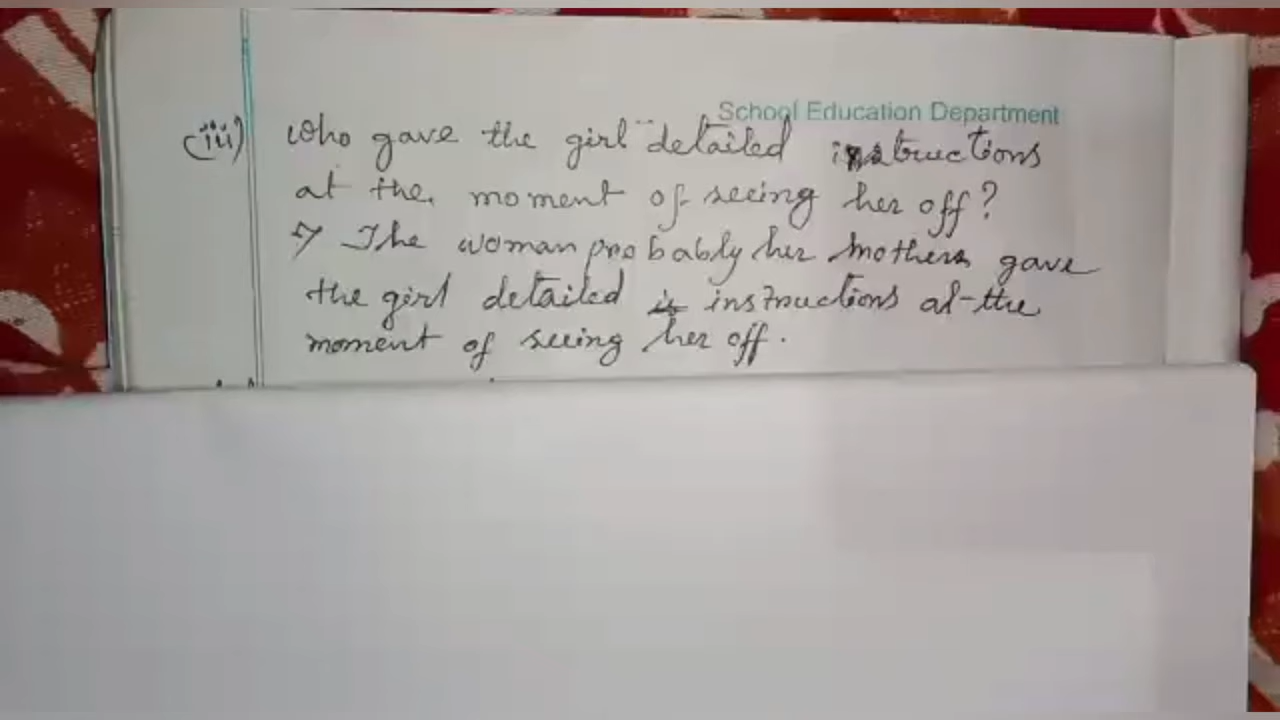 School Education Department
(iii) Who gave the girl detailed instructions
at the moment of seeing her off?
→ The woman probably her mother gave
the girl detailed is instructions at the
moment of seeing her off.